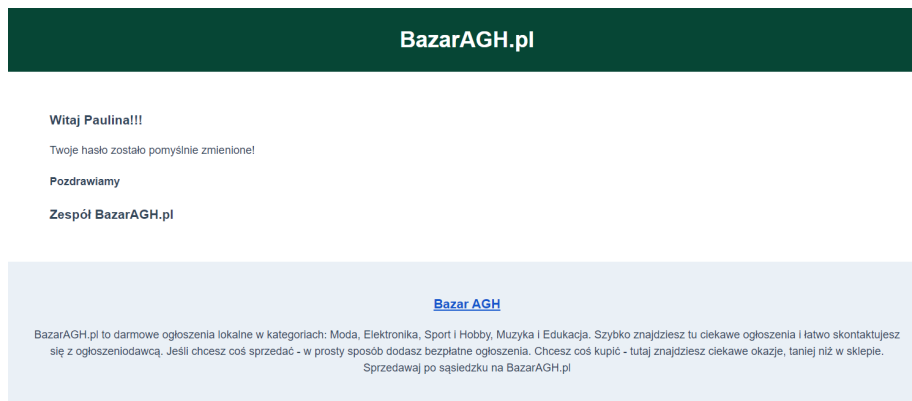 BazarAGH.pl
Witaj Paulina!!!
Twoje hasło zostało pomyślnie zmienione!
Pozdrawiamy
Zespół BazarAGH.pl
Bazar AGH
BazarAGH.pl to darmowe ogłoszenia lokalne w kategoriach: Moda, Elektronika, Sport i Hobby, Muzyka i Edukacja. Szybko znajdziesz tu ciekawe ogłoszenia i łatwo skontaktujesz
się z ogłoszeniodawcą. Jeśli chcesz coś sprzedać - w prosty sposób dodasz bezpłatne ogłoszenia. Chcesz coś kupić - tutaj znajdziesz ciekawe okazje, taniej niż w sklepie.
Sprzedawaj po sąsiedzku na BazarAGH.pl